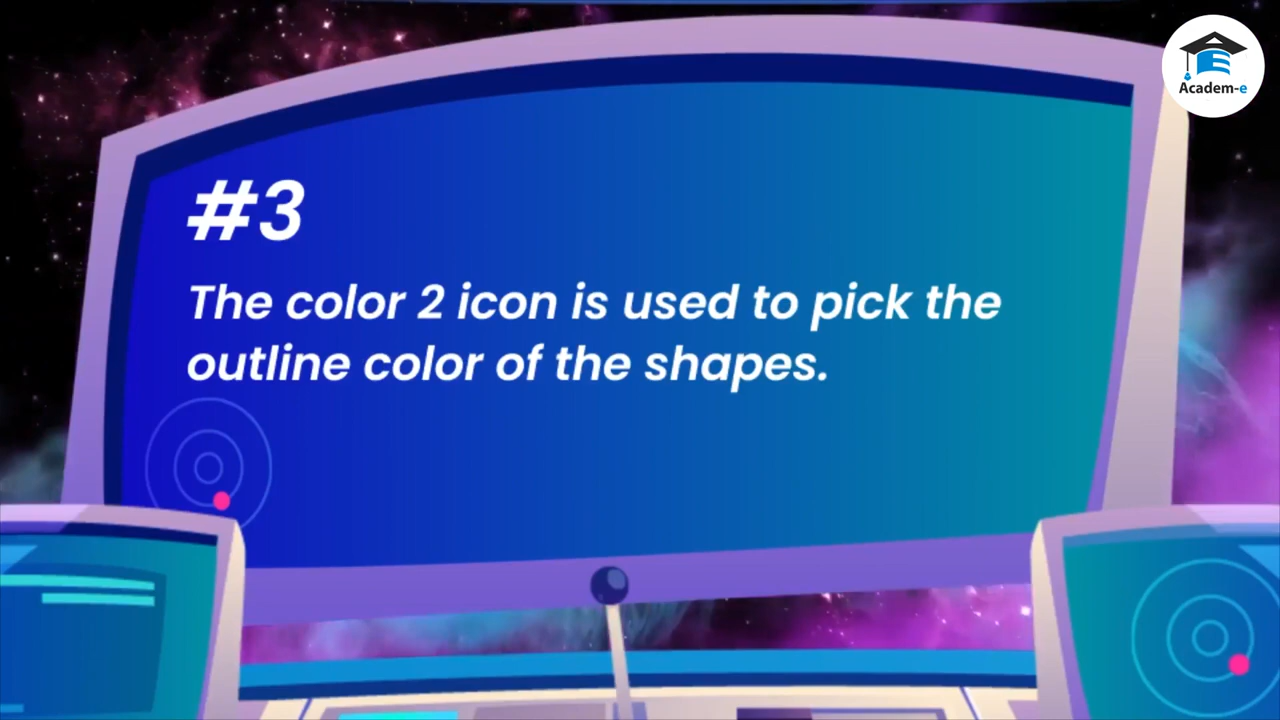 Academ-e
#3
The color 2 icon is used to pick the
outline color of the shapes.